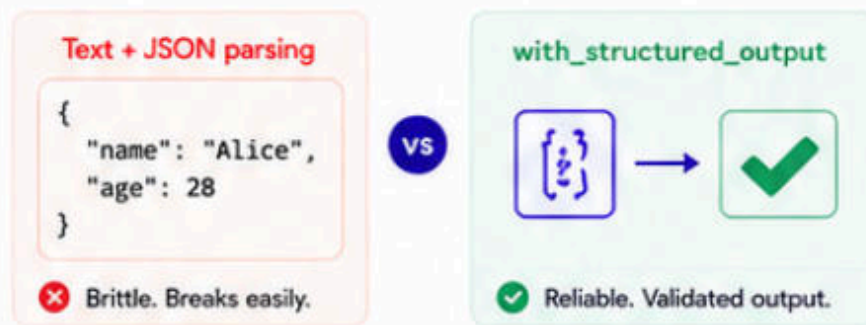 Text + JSON parsing
{
"name": "Alice",
"age": 28
}
Brittle. Breaks easily.
VS
with_structured_output
Reliable. Validated output.